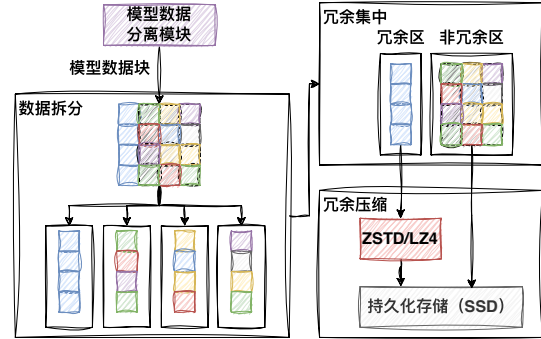 模型数据
分离模块
模型数据块
数据拆分
冗余集中
冗余区
非冗余区
冗余压缩
ZSTD/LZ4
持久化存储（SSD）